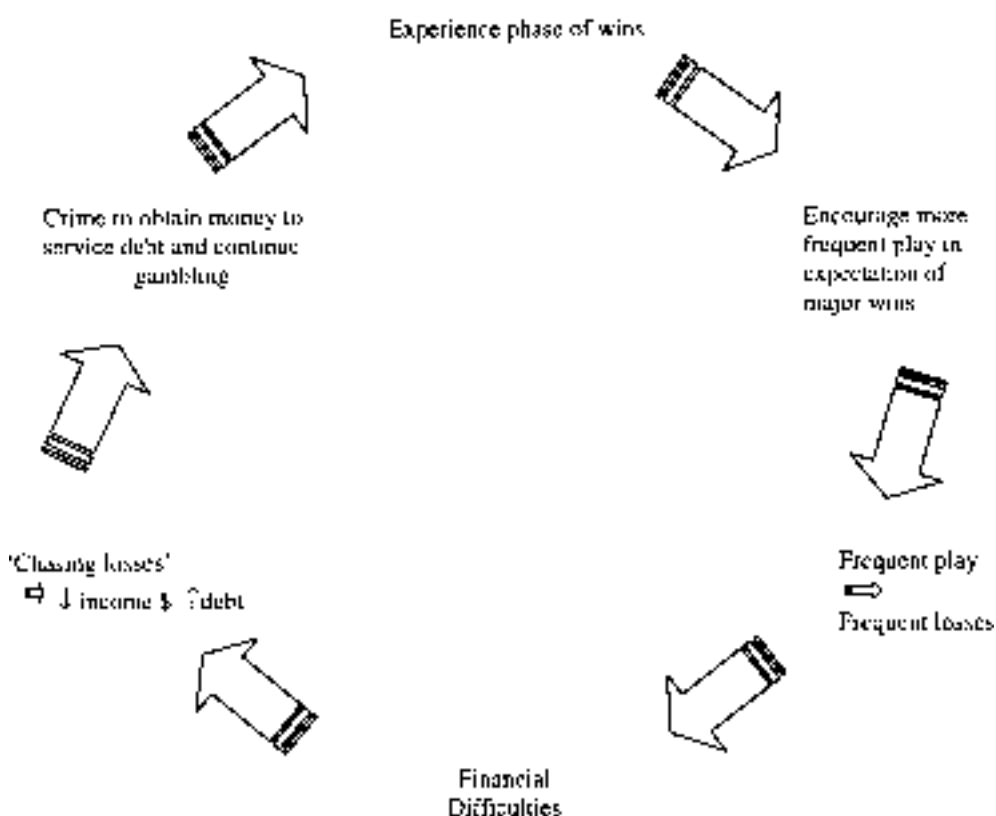 Experience phase of wins
Encourage more
frequent play in
expectation of
major wins
Frequent play
Frequent losses
Financial
Difficulties
'Chasing losses'
↓ income $ ?debt
Crime to obtain money to
service debt and continue
gambling